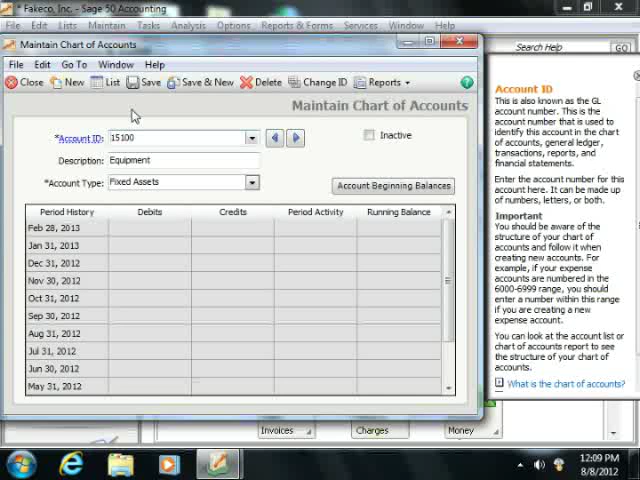 * Fakeco, Inc. - Sage 50 Accounting
File Edit Lists Maintain Tasks Analysis Options Reports & Forms Services Window Help
Maintain Chart of Accounts
Search Help GO
File Edit Go To Window Help
Close New List Save Save & New Delete Change ID Reports
Maintain Chart of Accounts
*Account ID: 15100
Inactive
Description: Equipment
*Account Type: Fixed Assets
Account Beginning Balances
Period History Debits Credits Period Activity Running Balance
Feb 28, 2013
Jan 31, 2013
Dec 31, 2012
Nov 30, 2012
Oct 31, 2012
Sep 30, 2012
Aug 31, 2012
Jul 31, 2012
Jun 30, 2012
May 31, 2012
Account ID
This is also known as the GL
account number. This is the
account number that is used to
identify this account in the chart
of accounts, general ledger,
transactions, reports, and
financial statements.
Enter the account number for this
account here. It can be made up
of numbers, letters, or both.
Important
You should be aware of the
structure of your chart of
accounts and follow it when
creating new accounts. For
example, if your expense
accounts are numbered in the
6000-6999 range, you should
enter a number within this range
if you are creating a new
expense account.
You can look at the account list or
chart of accounts report to see
the structure of your chart of
accounts.
What is the chart of accounts?
Invoices Charges Money
12:09 PM
8/8/2012